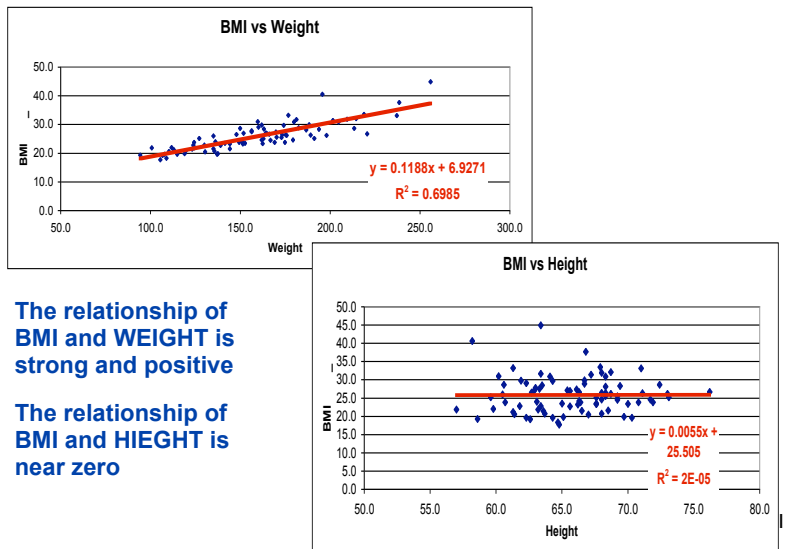 BMI vs Weight
50.0
40.0
30.0
20.0
10.0
0.0
BMI
50.0 100.0 150.0 200.0 250.0 300.0
Weight
y = 0.1188x + 6.9271
R² = 0.6985
BMI vs Height
50.0
45.0
40.0
35.0
30.0
25.0
20.0
15.0
10.0
5.0
0.0
BMI
50.0 55.0 60.0 65.0 70.0 75.0 80.0
Height
y = 0.0055x +
25.505
R² = 2E-05
The relationship of
BMI and WEIGHT is
strong and positive
The relationship of
BMI and HIEGHT is
near zero